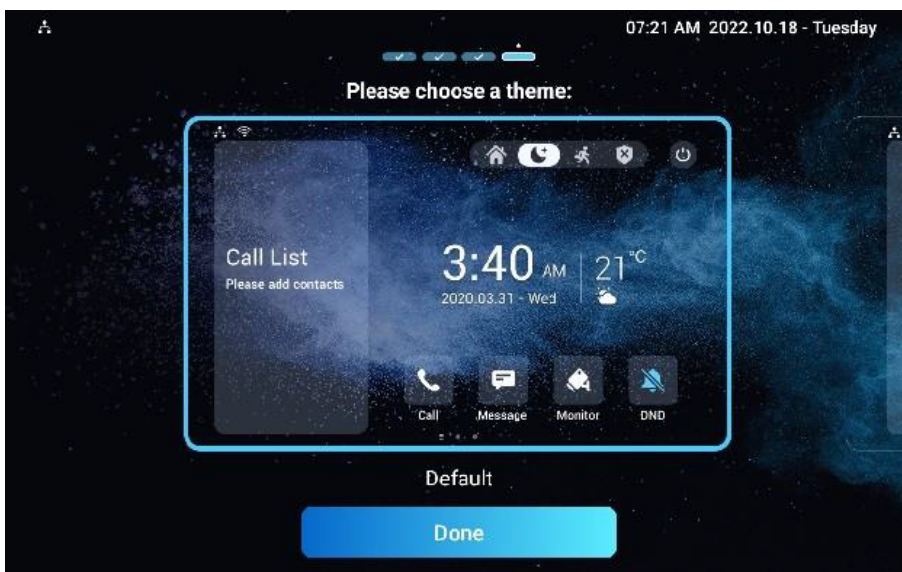 07:21 AM 2022.10.18 - Tuesday
Please choose a theme:
Call List
Please add contacts
3:40 AM
21°C
2020.03.31 - Wed
Call Message Monitor DND
Default
Done